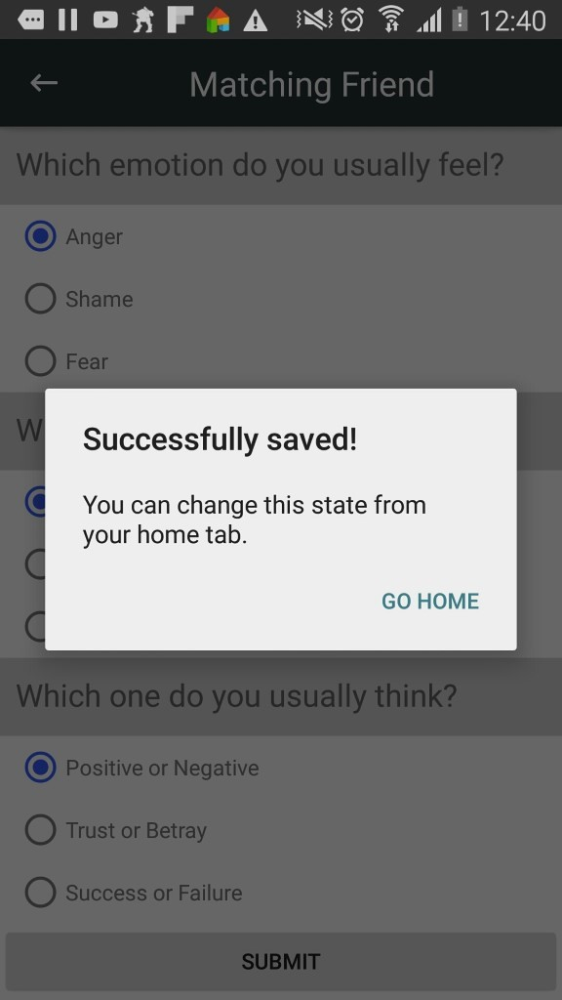 12:40
Matching Friend
Which emotion do you usually feel?
Anger
Shame
Fear
W
Successfully saved!
You can change this state from
your home tab.
GO HOME
Which one do you usually think?
Positive or Negative
Trust or Betray
Success or Failure
SUBMIT